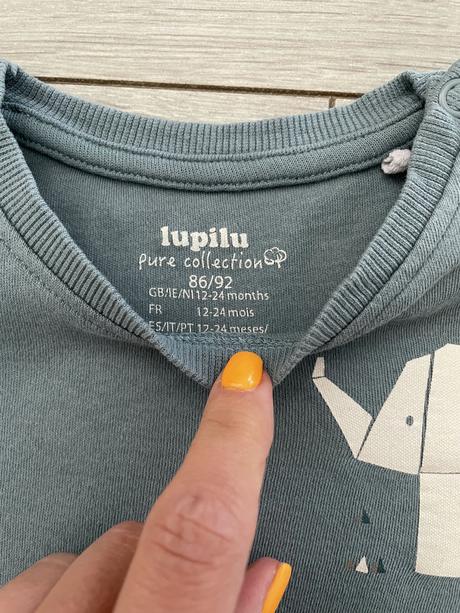 lupilu
pure collection
86/92
GB/IE/NI 12-24 months
FR 12-24 mois
ES/IT/PT 12-24 meses/